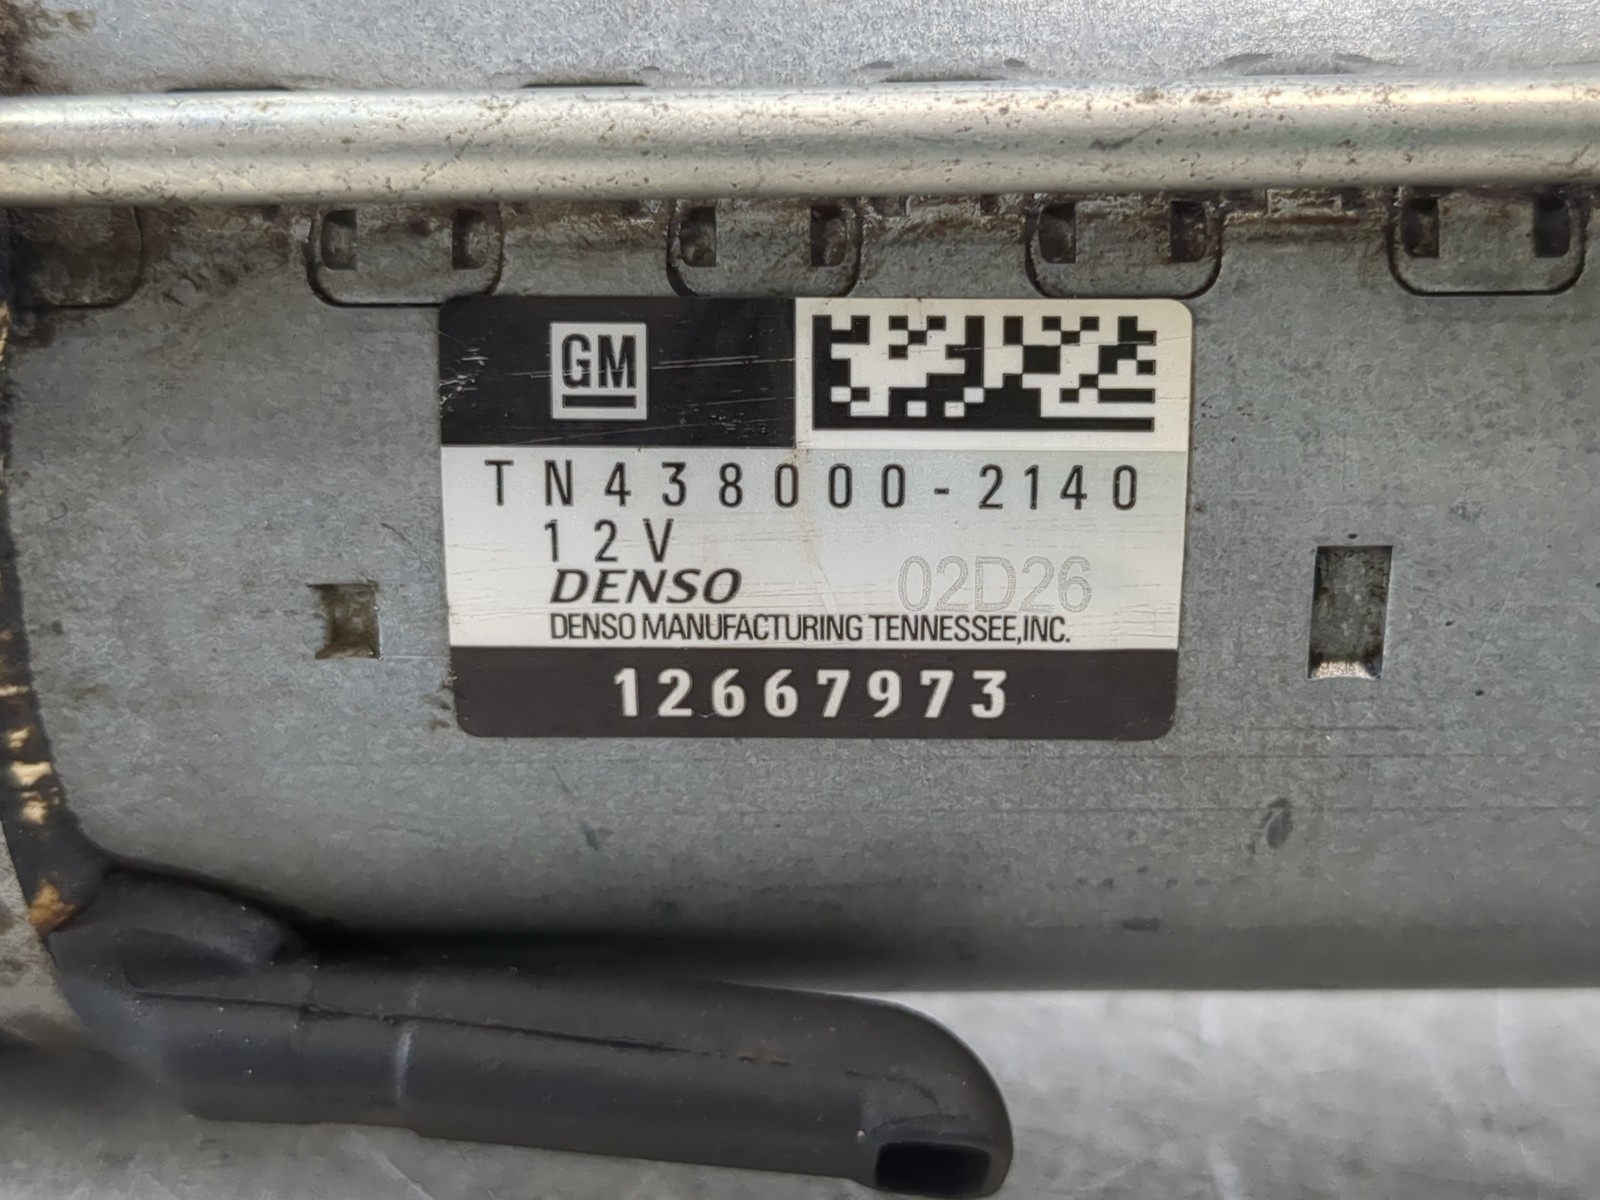 GM
TN438000-2140
12V
DENSO 02D26
DENSO MANUFACTURING TENNESSEE,INC.
12667973